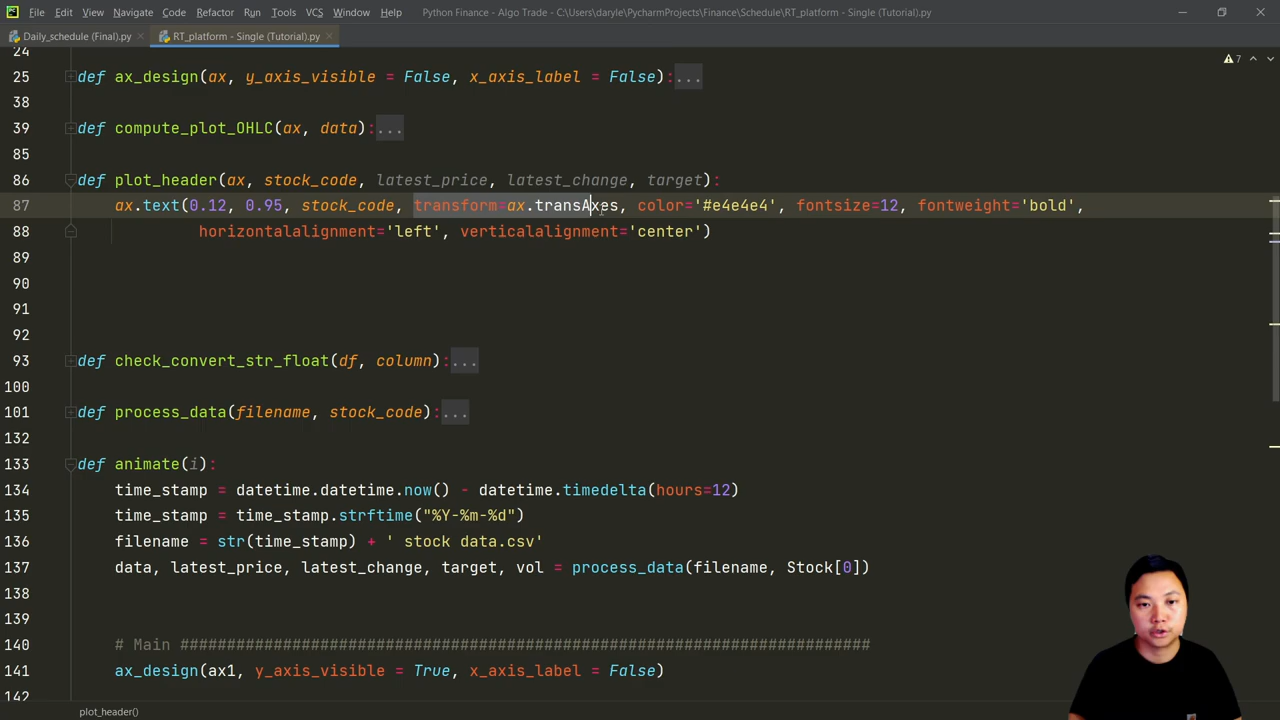 File Edit View Navigate Code Refactor Run Tools VCS Window Help Python Finance - Algo Trade - C:\Users\daryle\PycharmProjects\Finance\Schedule\RT_platform - Single (Tutorial).py
Daily_schedule (Final).py RT_platform - Single (Tutorial).py
24
7
25 def ax_design(ax, y_axis_visible = False, x_axis_label = False):...
38
39 def compute_plot_OHLC(ax, data):...
85
86 def plot_header(ax, stock_code, latest_price, latest_change, target):
87 ax.text(0.12, 0.95, stock_code, transform=ax.transAxes, color='#e4e4e4', fontsize=12, fontweight='bold',
88 horizontalalignment='left', verticalalignment='center')
89
90
91
92
93 def check_convert_str_float(df, column):...
100
101 def process_data(filename, stock_code):...
132
133 def animate(i):
134 time_stamp = datetime.datetime.now() - datetime.timedelta(hours=12)
135 time_stamp = time_stamp.strftime("%Y-%m-%d")
136 filename = str(time_stamp) + ' stock data.csv'
137 data, latest_price, latest_change, target, vol = process_data(filename, Stock[0])
138
139
140 # Main ##########################################################################
141 ax_design(ax1, y_axis_visible = True, x_axis_label = False)
142
plot_header()